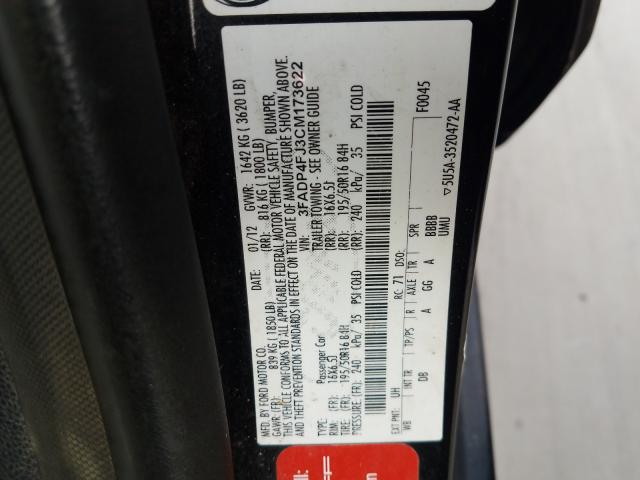 MFD. BY FORD MOTOR CO.
DATE: 01/12 GVWR: 1642 KG ( 3620 LB)
GAWR: (FR): 839 KG (1850 LB) (RR): 816 KG (1800 LB)
THIS VEHICLE CONFORMS TO ALL APPLICABLE FEDERAL MOTOR VEHICLE SAFETY, BUMPER,
AND THEFT PREVENTION STANDARDS IN EFFECT ON THE DATE OF MANUFACTURE SHOWN ABOVE.
VIN: 3FADP4FJ3CM173622
TYPE: Passenger Car TRAILER TOWING - SEE OWNER GUIDE
RIM: (FR): 16X6.5J (RR): 16X6.5J
TIRE: (FR): 195/50R16 84H (RR): 195/50R16 84H
PRESSURE: (FR): 240 kPa/ 35 PSI COLD (RR): 240 kPa/ 35 PSI COLD
EXT PNT: UH RC: 71 DSO: F0045
WB INT TR TP/PS R AXLE TR SPR
DB A GG A BBBB
UMU
▽5U5A-3520472-AA